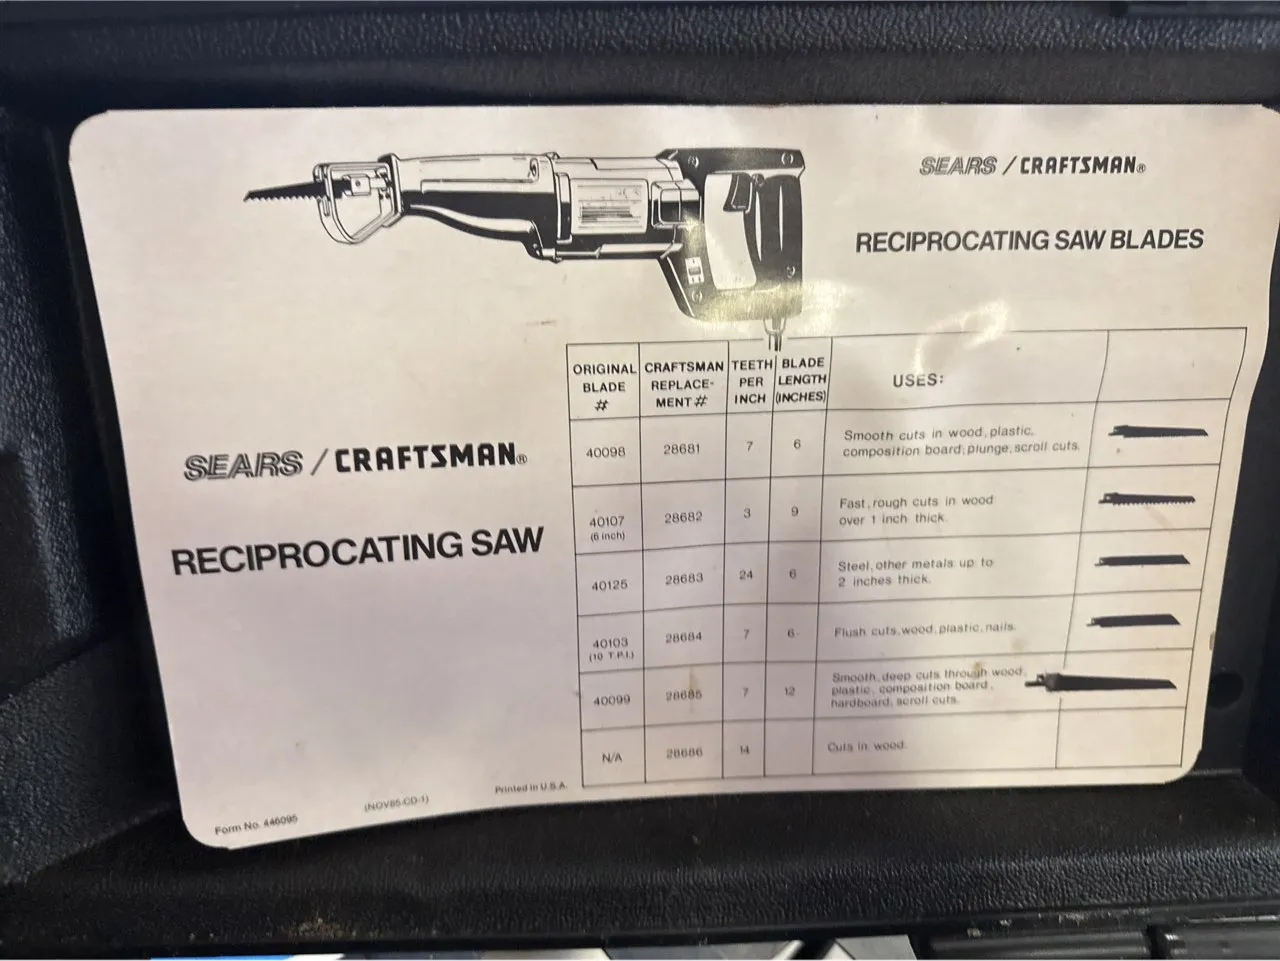 SEARS / CRAFTSMAN®
RECIPROCATING SAW BLADES
SEARS / CRAFTSMAN®
RECIPROCATING SAW
ORIGINAL BLADE # CRAFTSMAN REPLACE-MENT # TEETH PER INCH BLADE LENGTH (INCHES) USES:
40098 28681 7 6 Smooth cuts in wood, plastic,
composition board; plunge, scroll cuts.
40107 28682 3 9 Fast, rough cuts in wood
(6 inch) over 1 inch thick.
40125 28683 24 6 Steel, other metals up to
2 inches thick.
40103 28684 7 6 Flush cuts, wood, plastic, nails.
(10 T.P.I.)
40099 28685 7 12 Smooth, deep cuts through wood,
plastic, composition board,
hardboard, scroll cuts.
N/A 28686 14 Cuts in wood.
Form No. 446095
(NOV85-CD-1)
Printed in U.S.A.